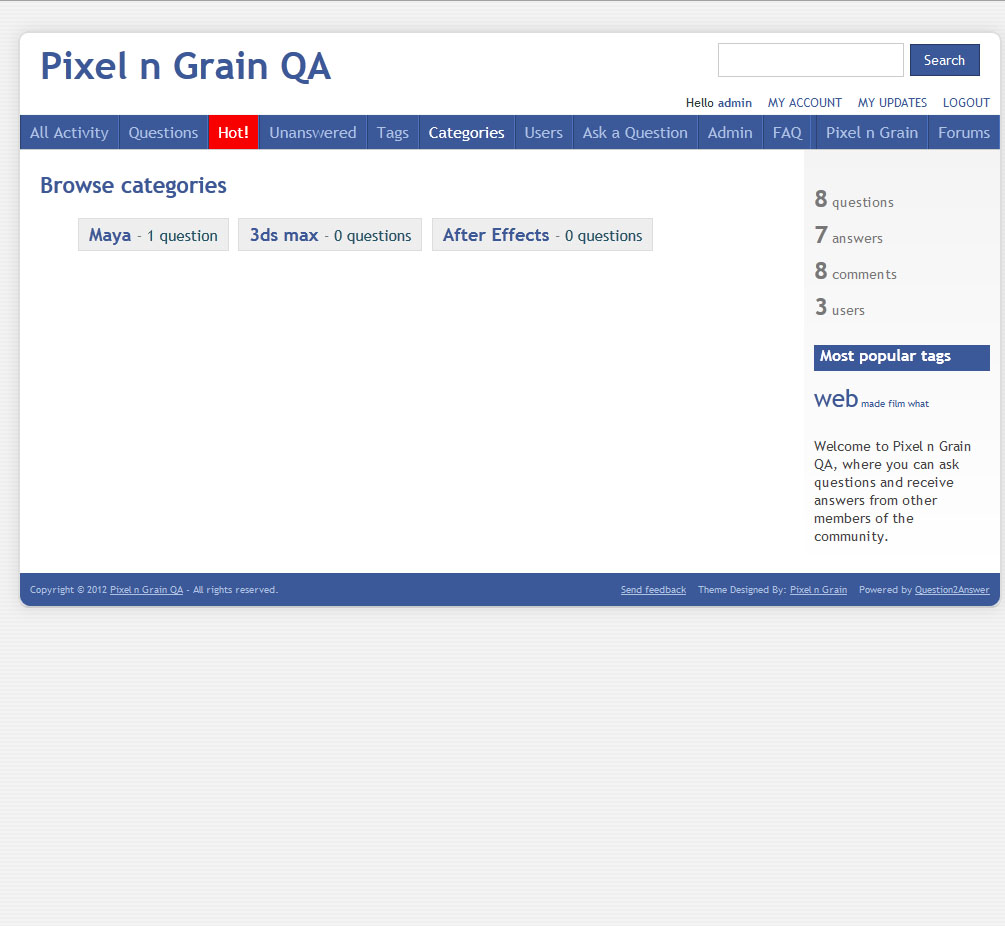 Pixel n Grain QA
Search
Hello admin MY ACCOUNT MY UPDATES LOGOUT
All Activity Questions Hot! Unanswered Tags Categories Users Ask a Question Admin FAQ Pixel n Grain Forums
Browse categories
Maya - 1 question 3ds max - 0 questions After Effects - 0 questions
8 questions
7 answers
8 comments
3 users
Most popular tags
web made film what
Welcome to Pixel n Grain
QA, where you can ask
questions and receive
answers from other
members of the
community.
Copyright © 2012 Pixel n Grain QA - All rights reserved. Send feedback Theme Designed By: Pixel n Grain Powered by Question2Answer